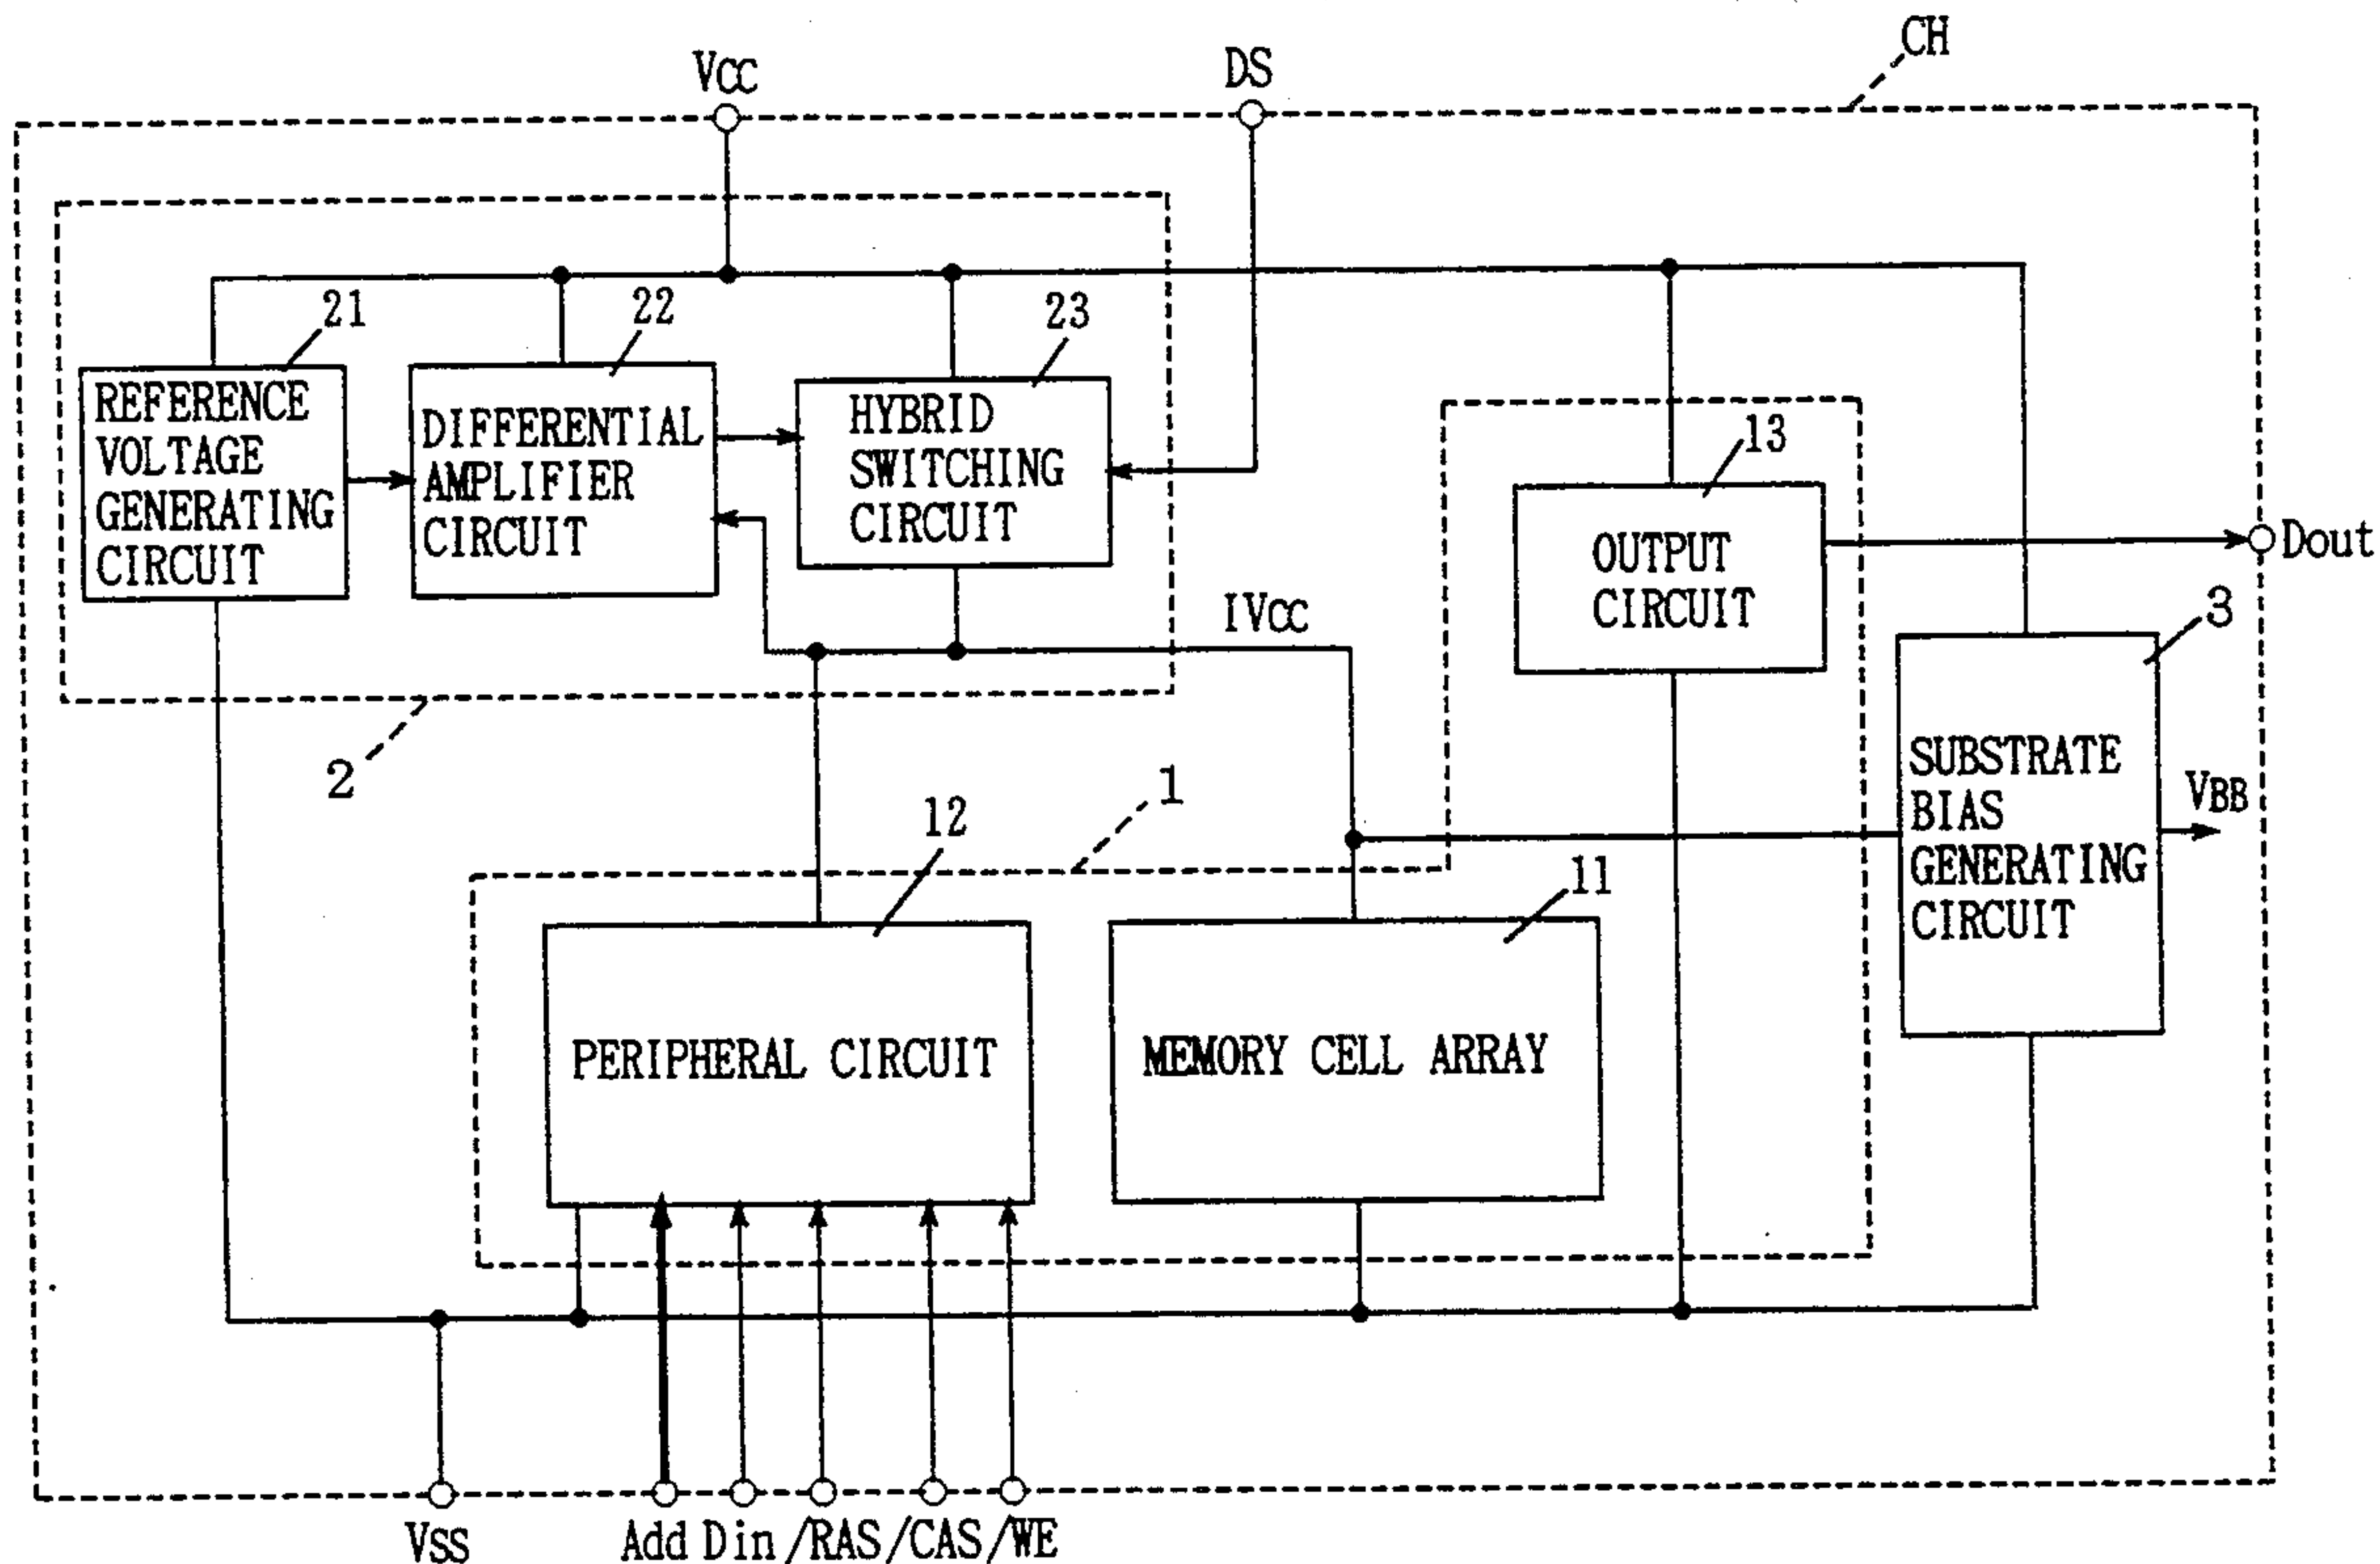 CH
VCC
DS
21
22
23
REFERENCE
VOLTAGE
GENERATING
CIRCUIT
DIFFERENTIAL
AMPLIFIER
CIRCUIT
HYBRID
SWITCHING
CIRCUIT
13
OUTPUT
CIRCUIT
Dout
IVCC
3
2
1
12
11
SUBSTRATE
BIAS
GENERATING
CIRCUIT
VBB
PERIPHERAL CIRCUIT
MEMORY CELL ARRAY
VSS
Add Din /RAS /CAS /WE